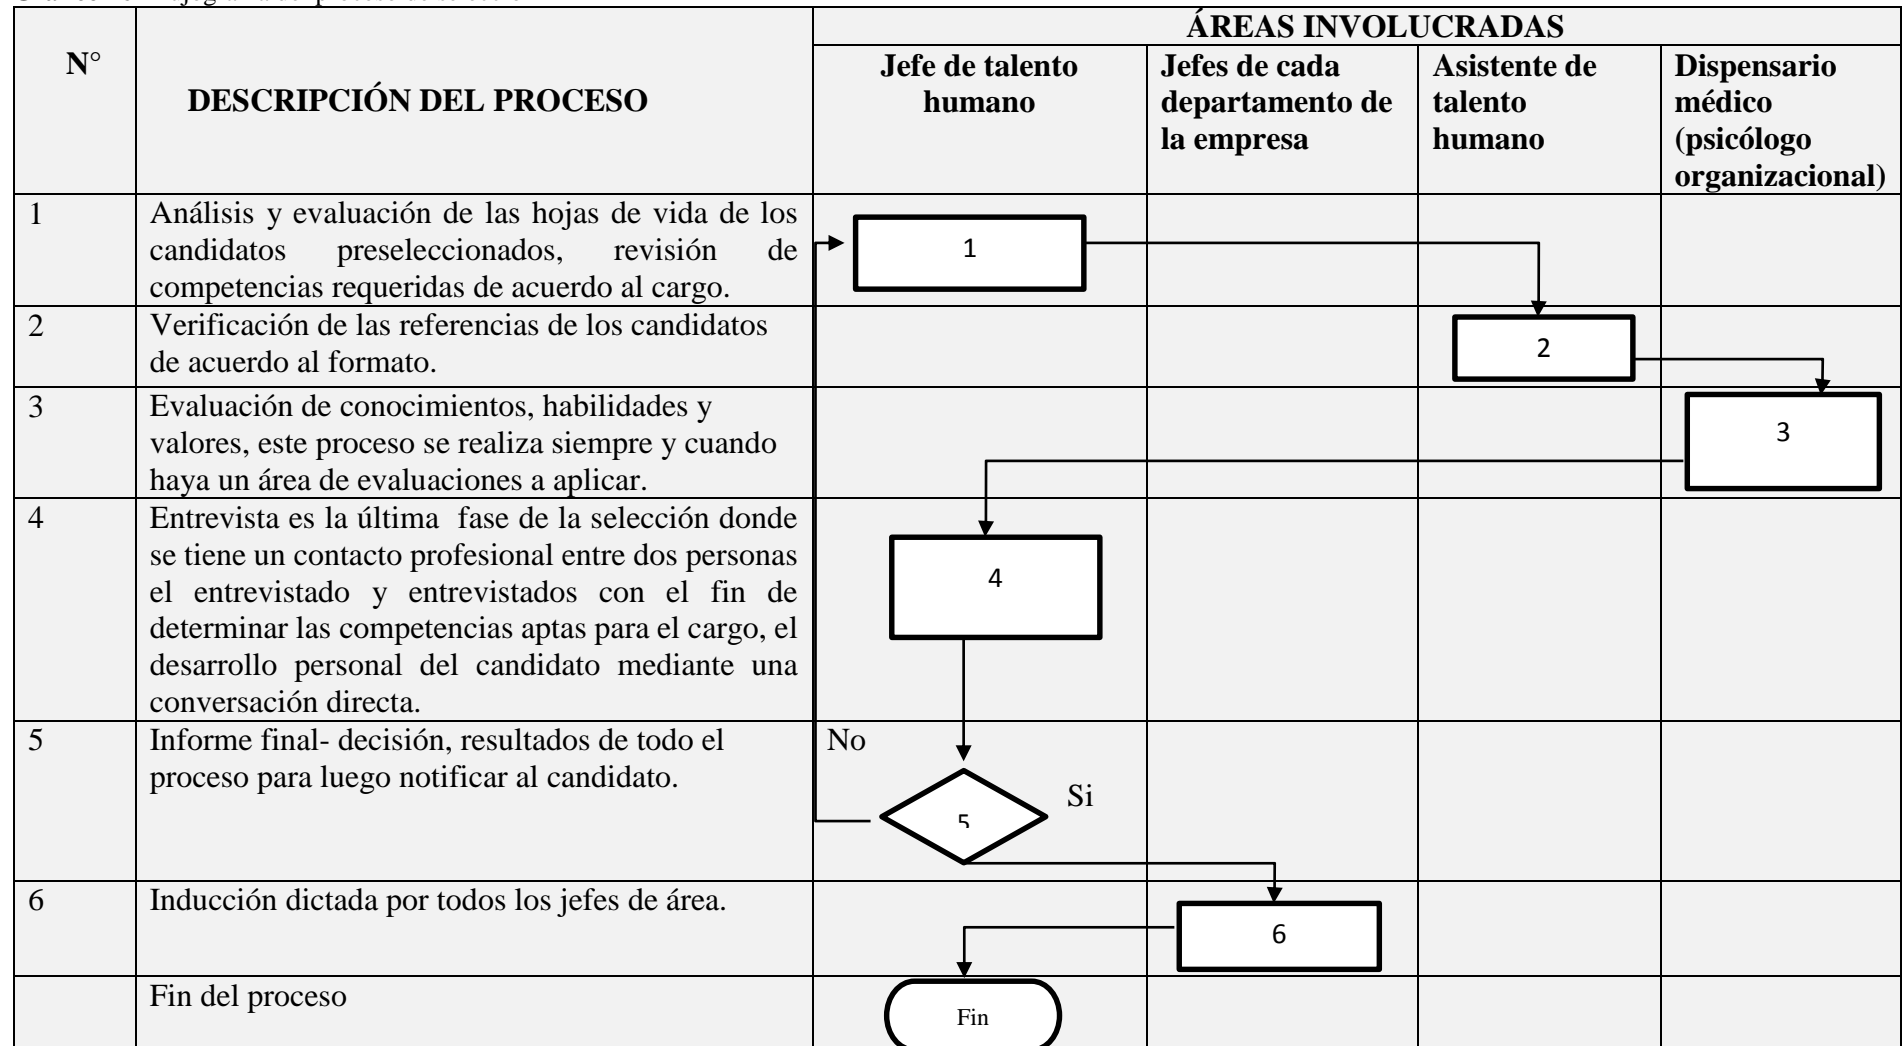 ÁREAS INVOLUCRADAS
N°
DESCRIPCIÓN DEL PROCESO
Jefe de talento
humano
Jefes de cada
departamento de
la empresa
Asistente de
talento
humano
Dispensario
médico
(psicólogo
organizacional)
1
Análisis y evaluación de las hojas de vida de los
candidatos preseleccionados, revisión de
competencias requeridas de acuerdo al cargo.
1
2
Verificación de las referencias de los candidatos
de acuerdo al formato.
2
3
Evaluación de conocimientos, habilidades y
valores, este proceso se realiza siempre y cuando
haya un área de evaluaciones a aplicar.
3
4
Entrevista es la última fase de la selección donde
se tiene un contacto profesional entre dos personas
el entrevistado y entrevistados con el fin de
determinar las competencias aptas para el cargo, el
desarrollo personal del candidato mediante una
conversación directa.
4
5
Informe final- decisión, resultados de todo el
proceso para luego notificar al candidato.
No
Si
5
6
Inducción dictada por todos los jefes de área.
6
Fin del proceso
Fin